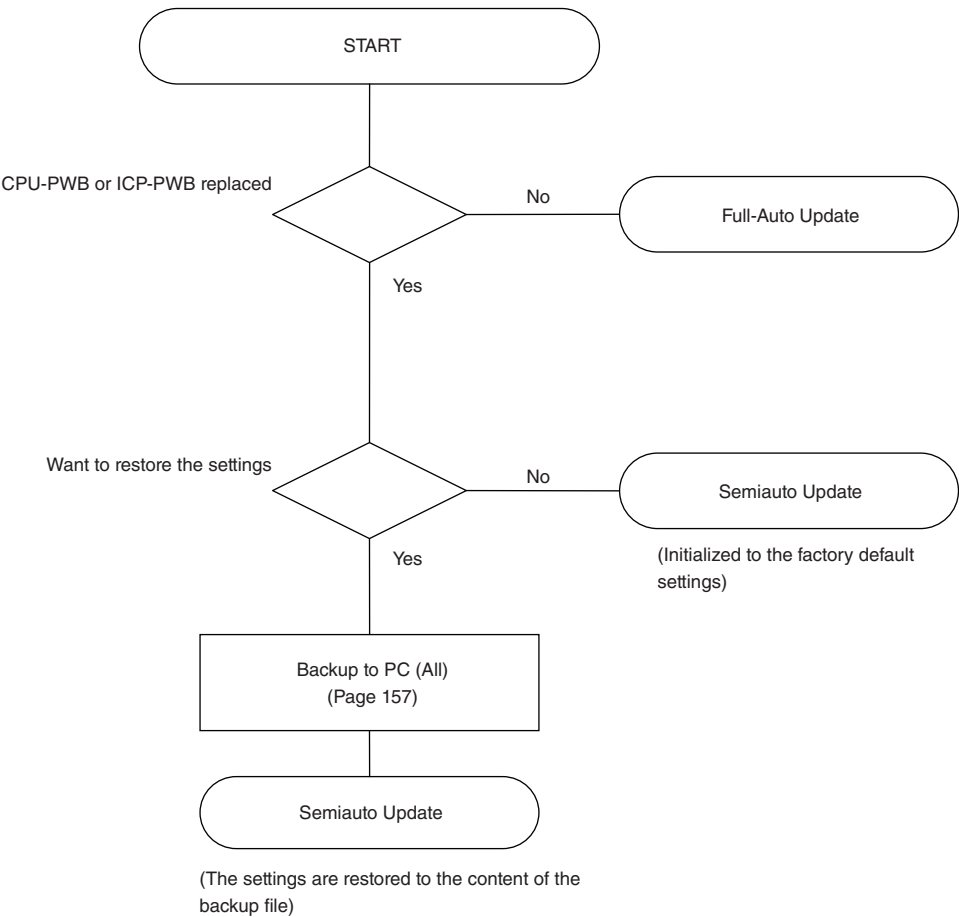 START
CPU-PWB or ICP-PWB replaced
No
Full-Auto Update
Yes
Want to restore the settings
No
Semiauto Update
(Initialized to the factory default
settings)
Yes
Backup to PC (All)
(Page 157)
Semiauto Update
(The settings are restored to the content of the
backup file)